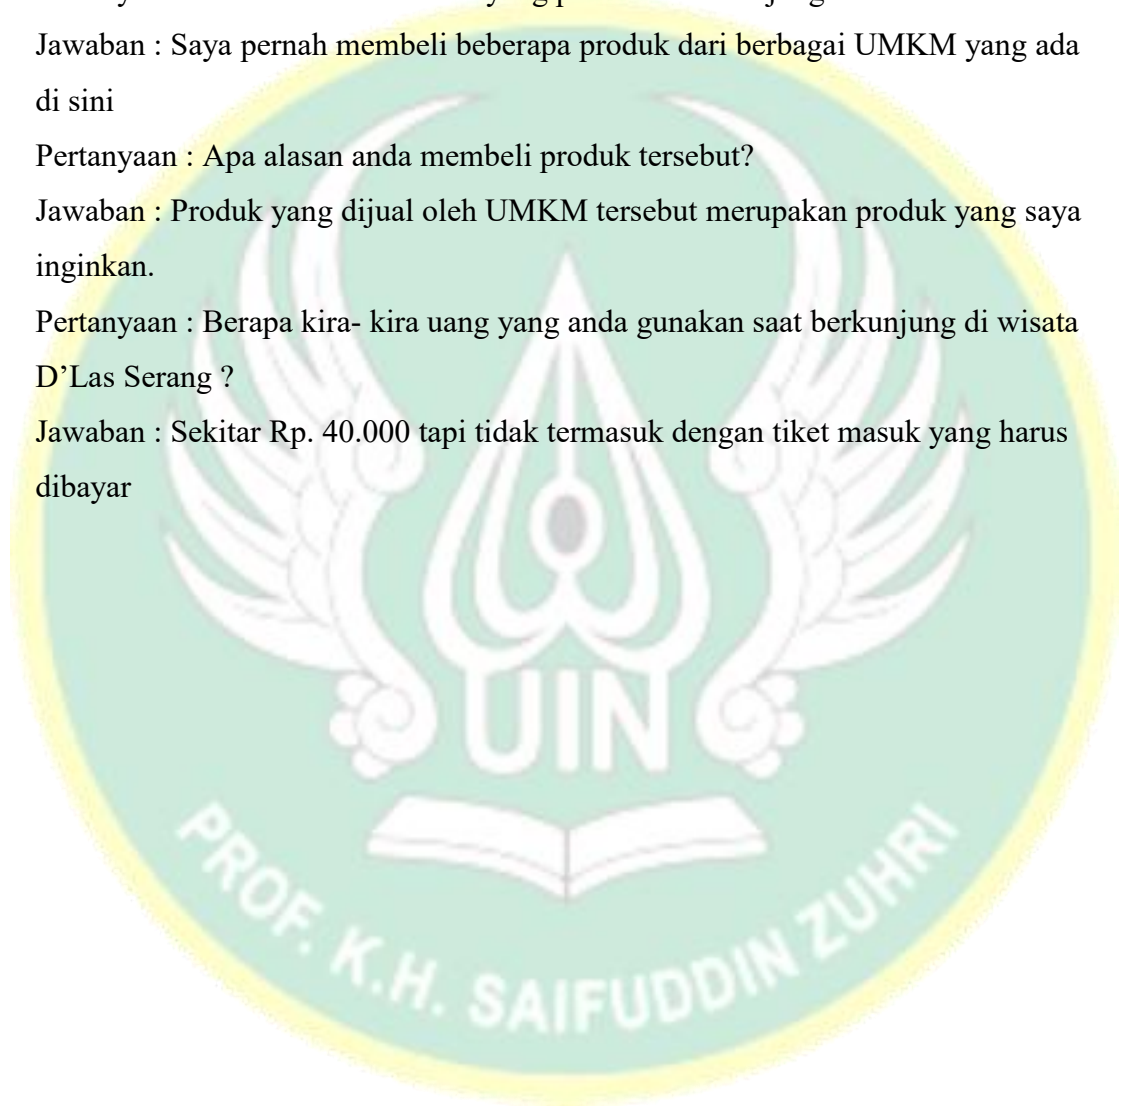 Jawaban : Saya pernah membeli beberapa produk dari berbagai UMKM yang ada
di sini
Pertanyaan : Apa alasan anda membeli produk tersebut?
Jawaban : Produk yang dijual oleh UMKM tersebut merupakan produk yang saya
inginkan.
Pertanyaan : Berapa kira- kira uang yang anda gunakan saat berkunjung di wisata
D’Las Serang ?
Jawaban : Sekitar Rp. 40.000 tapi tidak termasuk dengan tiket masuk yang harus
dibayar
UIN
PROF. K.H. SAIFUDDIN ZUHRI